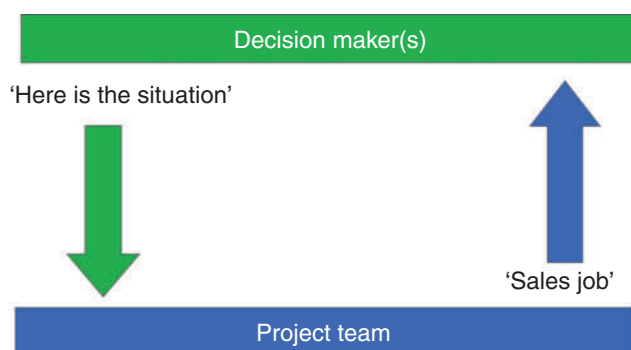 Decision maker(s)
‘Here is the situation’
‘Sales job’
Project team